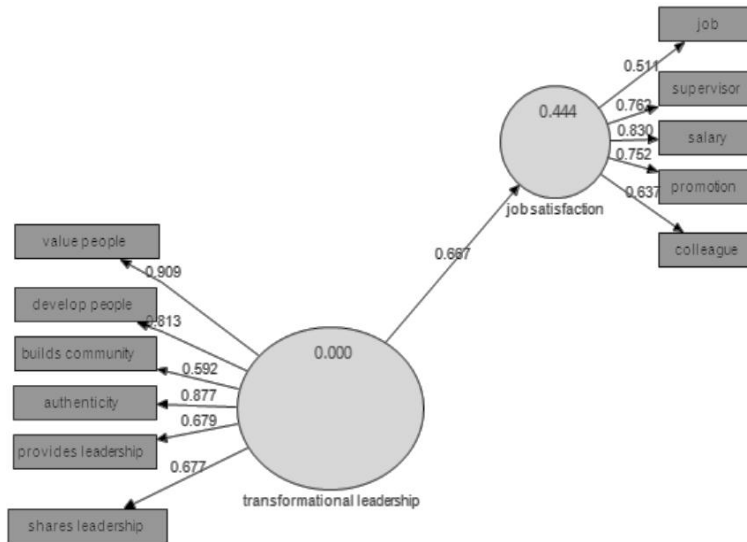 job
0.511
supervisor
0.762
0.444
0.830
salary
0.752
promotion
0.637
job satisfaction
colleague
value people
0.667
0.909
develop people
0.813
builds community
0.592
0.000
0.877
authenticity
0.679
provides leadership
0.677
transformational leadership
shares leadership